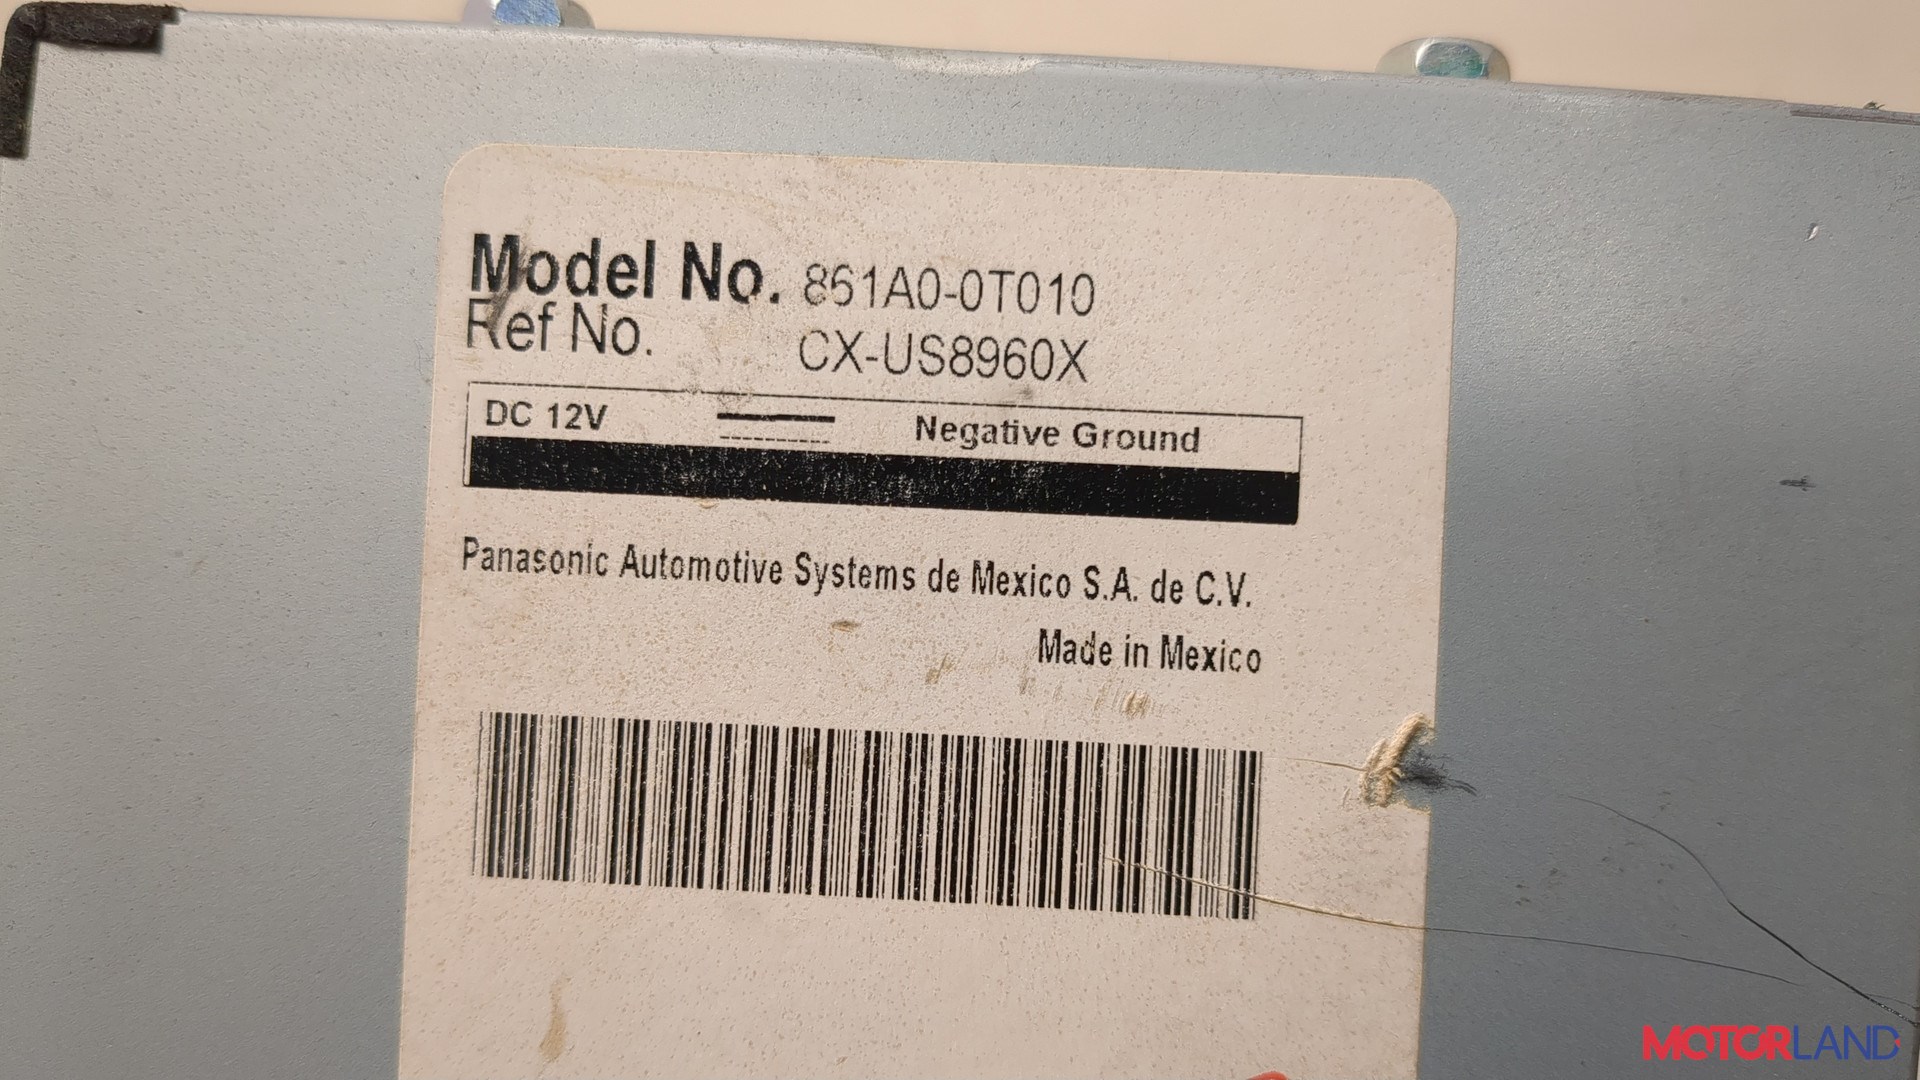 Model No. 861A0-0T010
Ref No. CX-US8960X
DC 12V Negative Ground
Panasonic Automotive Systems de Mexico S.A. de C.V.
Made in Mexico
MOTORLAND